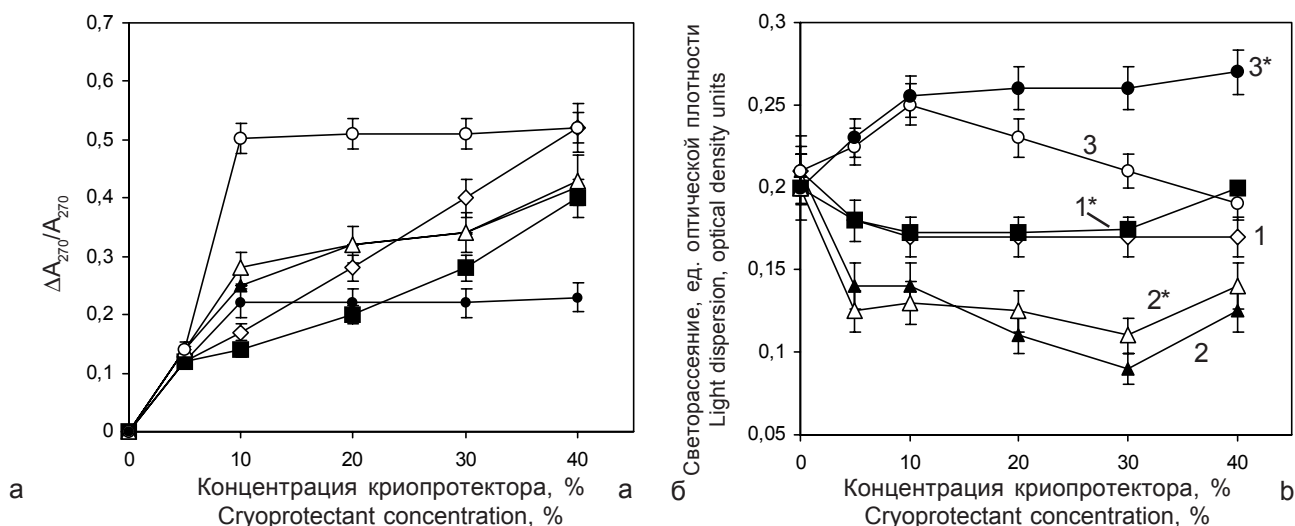 0,7
0,6
0,5
0,4
0,3
0,2
0,1
0
ΔA270/A270
0 10 20 30 40
а
Концентрация криопротектора, %
Cryoprotectant concentration, %
a
0,3
0,25
0,2
0,15
0,1
0,05
Светорассеяние, ед. оптической плотности
Light dispersion, optical density units
3*
3
1*
1
2*
2
0 10 20 30 40
б
Концентрация криопротектора, %
Cryoprotectant concentration, %
b